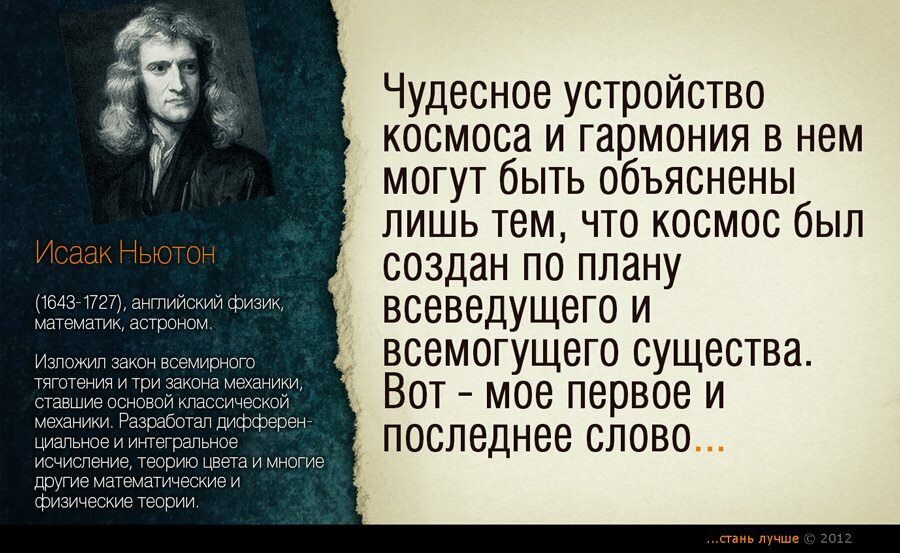 Исаак Ньютон
(1643-1727), английский физик,
математик, астроном.
Изложил закон всемирного
тяготения и три закона механики,
ставшие основой классической
механики. Разработал дифферен-
циальное и интегральное
исчисление, теорию цвета и многие
другие математические и
физические теории.
Чудесное устройство
космоса и гармония в нем
могут быть объяснены
лишь тем, что космос был
создан по плану
всеведущего и
всемогущего существа.
Вот - мое первое и
последнее слово...
...стань лучше © 2012